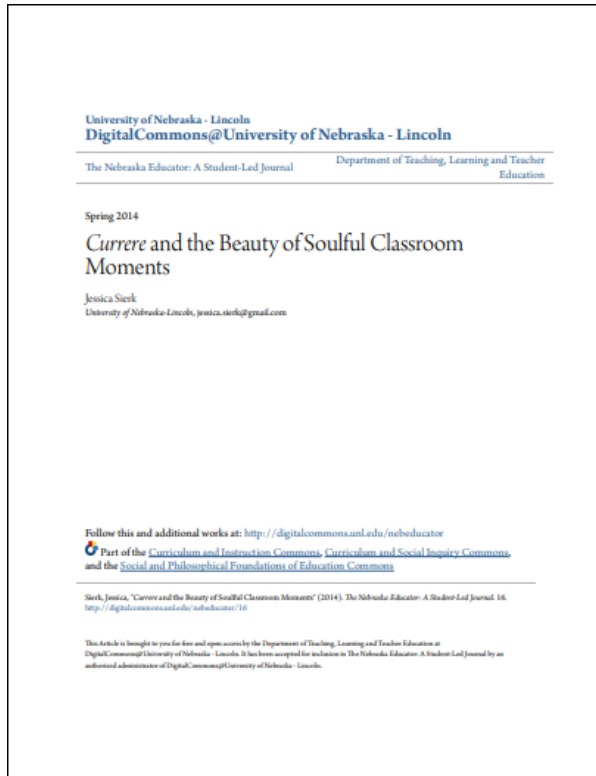 University of Nebraska - Lincoln
DigitalCommons@University of Nebraska - Lincoln
The Nebraska Educator: A Student-Led Journal
Department of Teaching, Learning and Teacher
Education
Spring 2014
Currere and the Beauty of Soulful Classroom
Moments
Jessica Sierk
University of Nebraska-Lincoln, jessica.sierk@gmail.com
Follow this and additional works at: http://digitalcommons.unl.edu/nebeducator
Part of the Curriculum and Instruction Commons, Curriculum and Social Inquiry Commons,
and the Social and Philosophical Foundations of Education Commons
Sierk, Jessica, "Currere and the Beauty of Soulful Classroom Moments" (2014). The Nebraska Educator: A Student-Led Journal. 16.
http://digitalcommons.unl.edu/nebeducator/16
This Article is brought to you for free and open access by the Department of Teaching, Learning and Teacher Education at
DigitalCommons@University of Nebraska - Lincoln. It has been accepted for inclusion in The Nebraska Educator: A Student-Led Journal by an
authorized administrator of DigitalCommons@University of Nebraska - Lincoln.